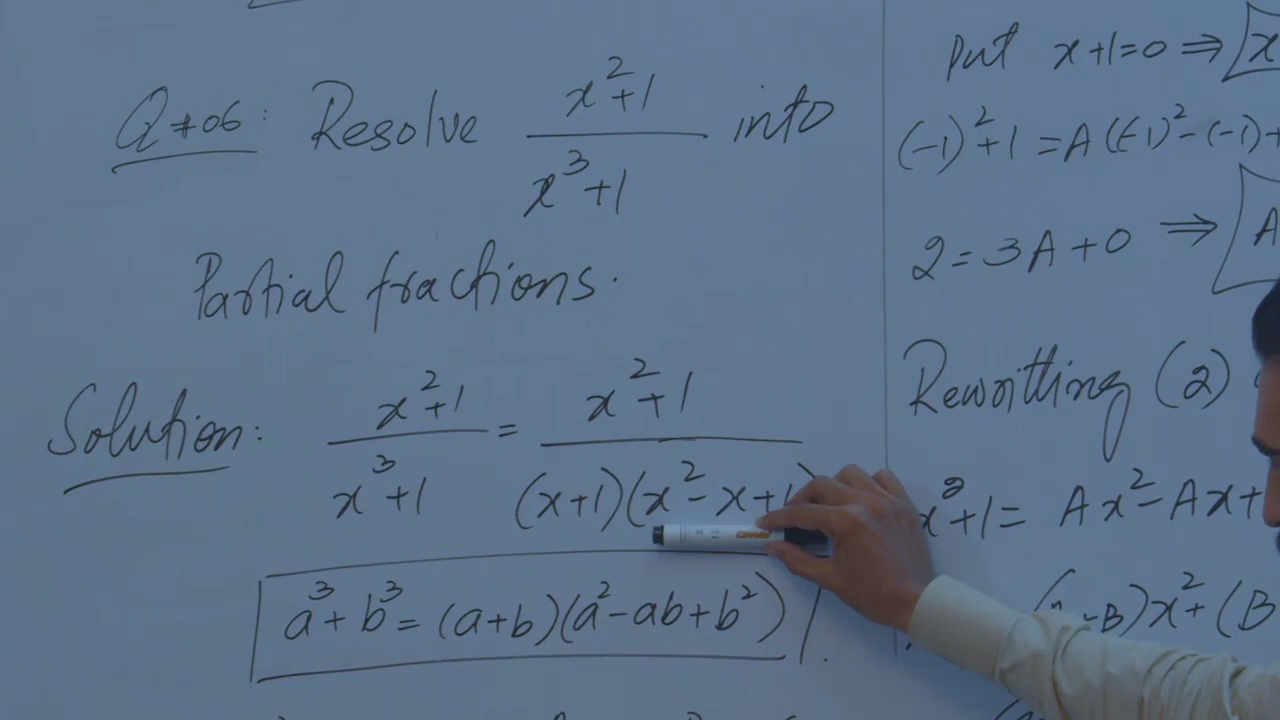 Q#06: Resolve x²+1 / x³+1 into
Partial fractions.
Solution: x²+1 / x³+1 = x²+1 / (x+1)(x²-x+1)
a³+b³=(a+b)(a²-ab+b²)
Put x+1=0 ⇒ x
(-1)²+1=A((-1)²-(-1)+
2=3A+0 ⇒ A
Rewritting (2)
x²+1= Ax²-Ax+
B)x²+(B